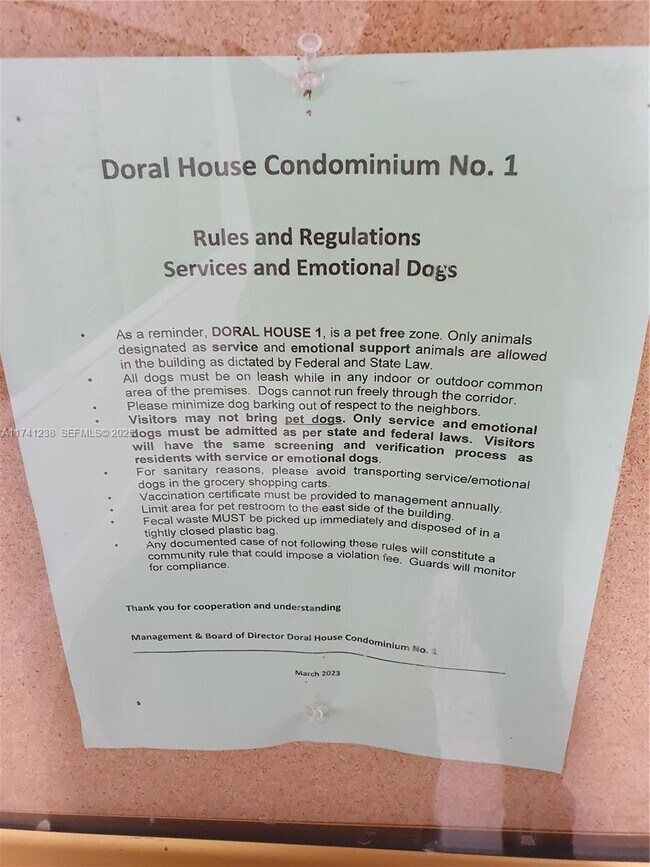 Doral House Condominium No. 1
Rules and Regulations
Services and Emotional Dogs
• As a reminder, DORAL HOUSE 1, is a pet free zone. Only animals
designated as service and emotional support animals are allowed
in the building as dictated by Federal and State Law.
• All dogs must be on leash while in any indoor or outdoor common
area of the premises. Dogs cannot run freely through the corridor.
• Please minimize dog barking out of respect to the neighbors.
• Visitors may not bring pet dogs. Only service and emotional
dogs must be admitted as per state and federal laws. Visitors
will have the same screening and verification process as
residents with service or emotional dogs.
• For sanitary reasons, please avoid transporting service/emotional
dogs in the grocery shopping carts.
• Vaccination certificate must be provided to management annually.
• Limit area for pet restroom to the east side of the building.
• Fecal waste MUST be picked up immediately and disposed of in a
tightly closed plastic bag.
• Any documented case of not following these rules will constitute a
community rule that could impose a violation fee. Guards will monitor
for compliance.
Thank you for cooperation and understanding
Management & Board of Director Doral House Condominium No. 1
March 2023
A11741236 SEFMLS©